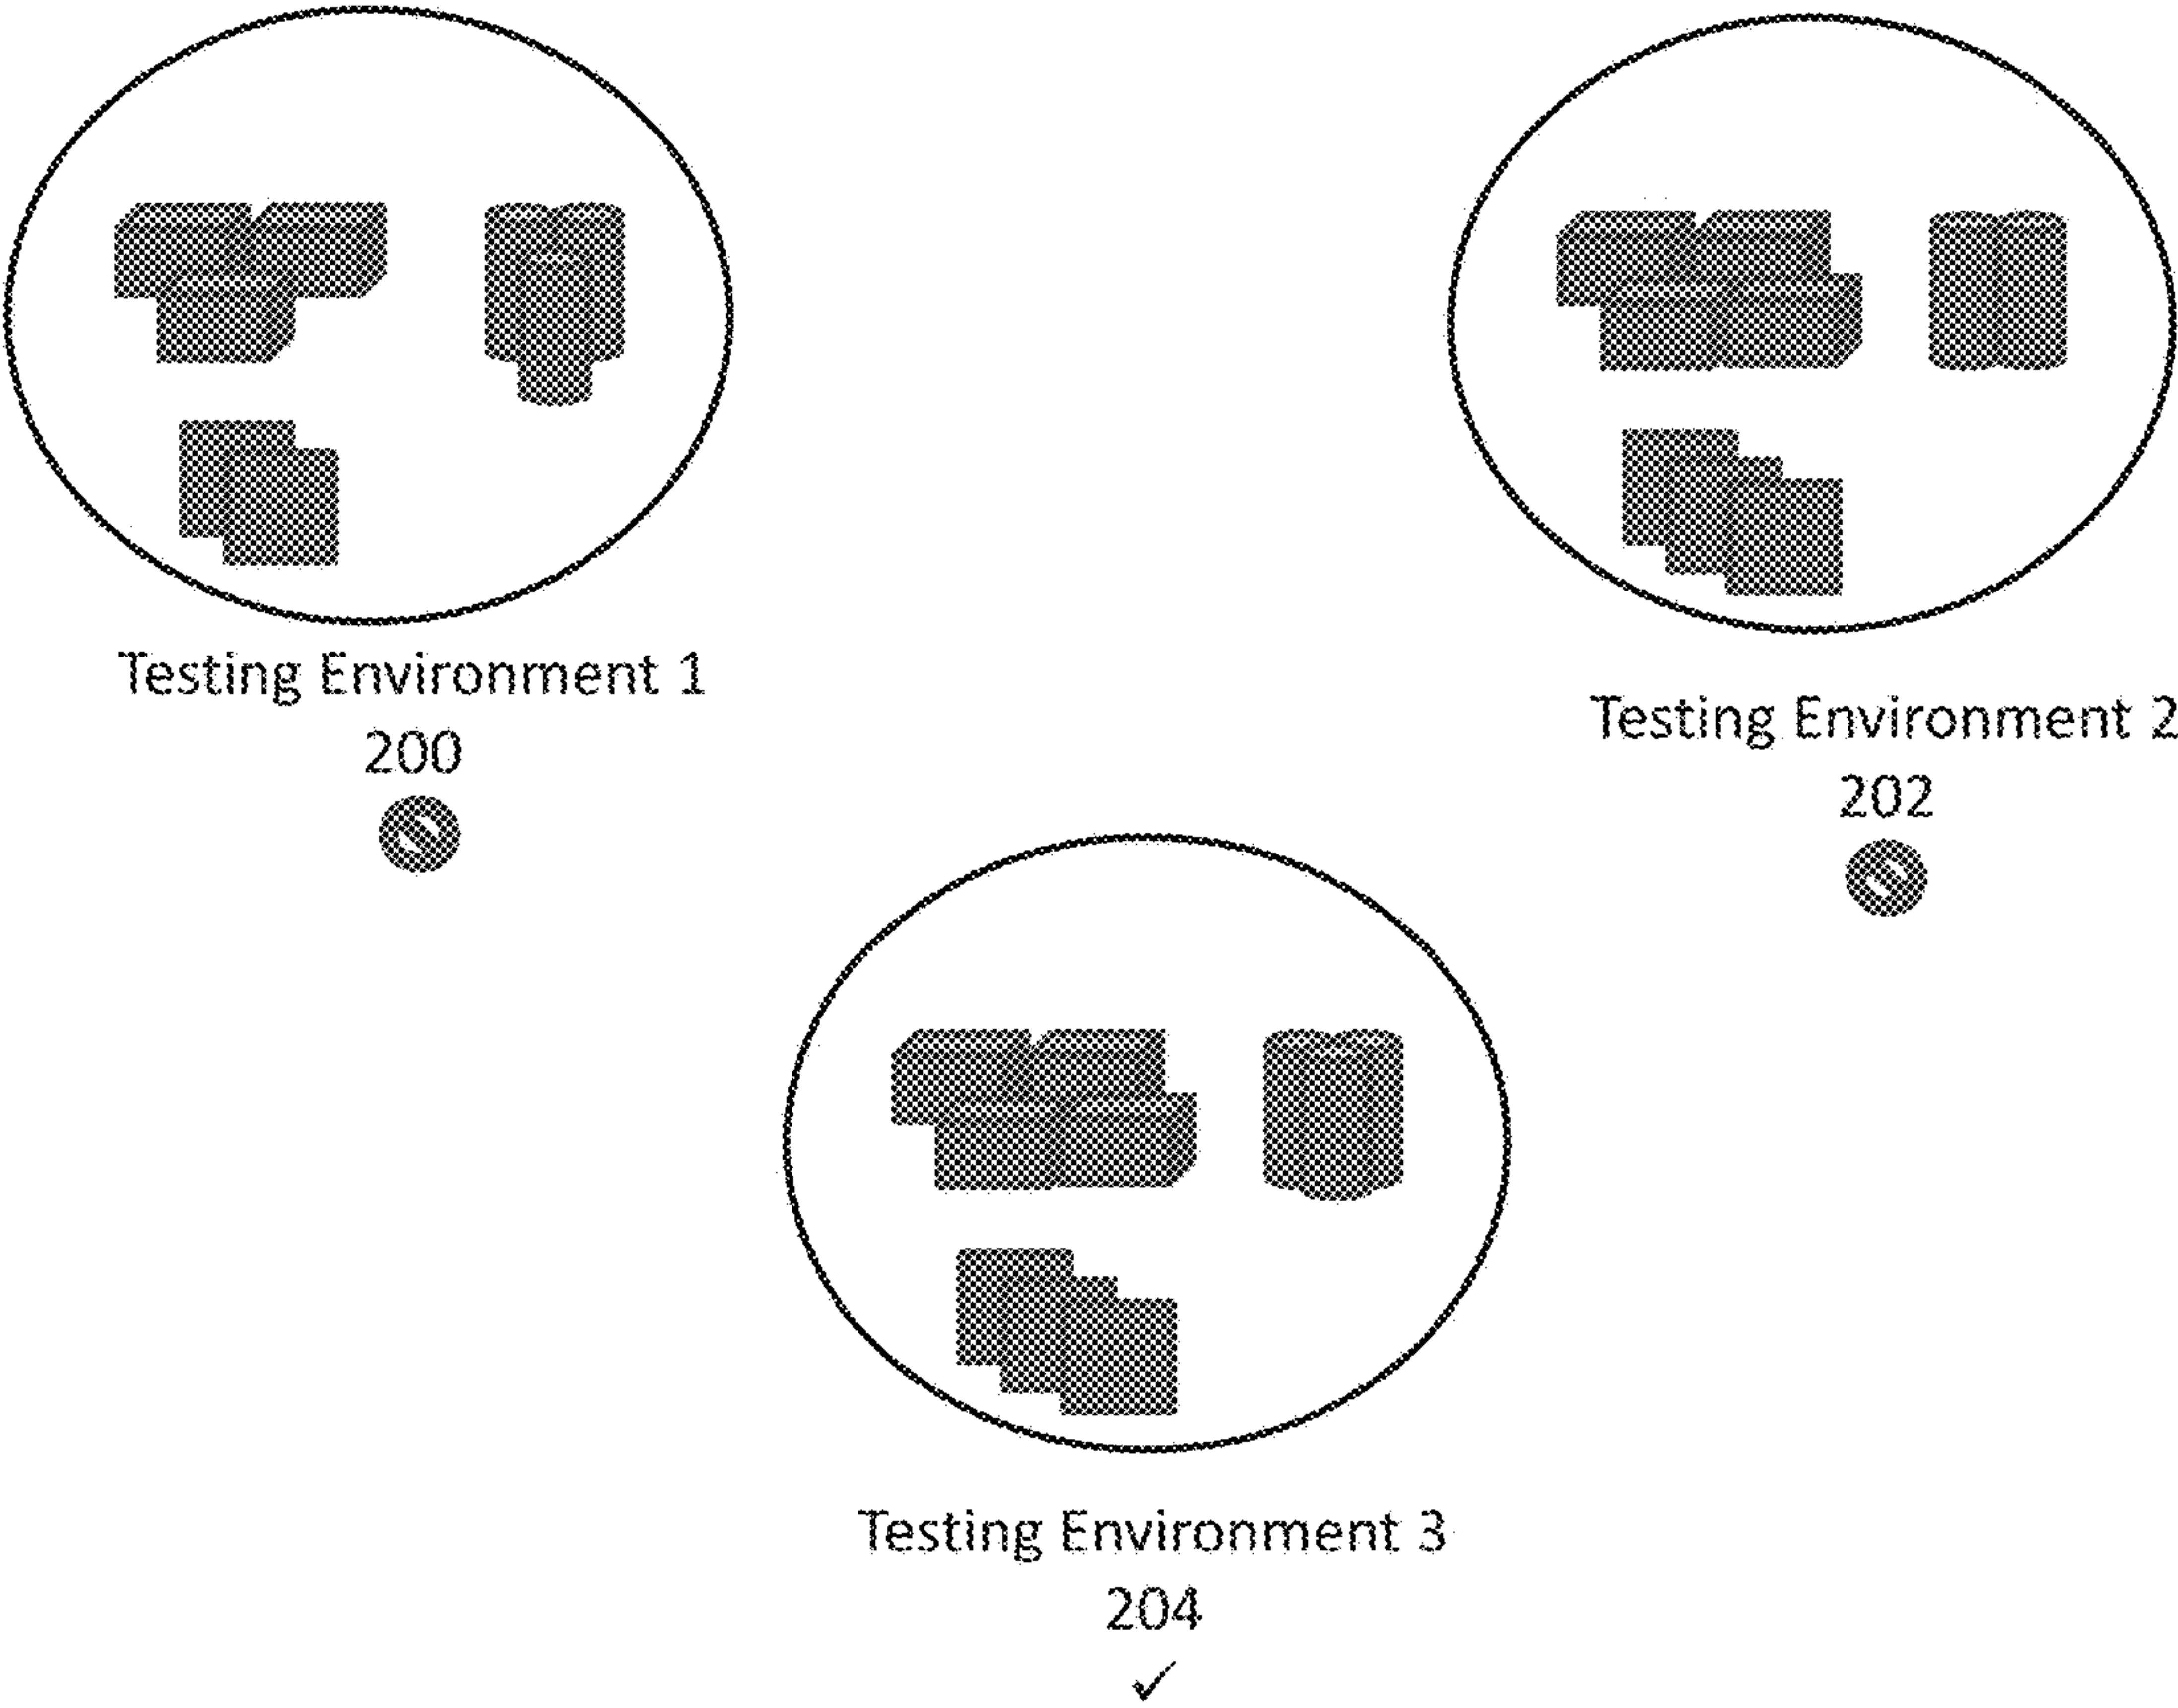 Testing Environment 1
200
Testing Environment 2
202
Testing Environment 3
204